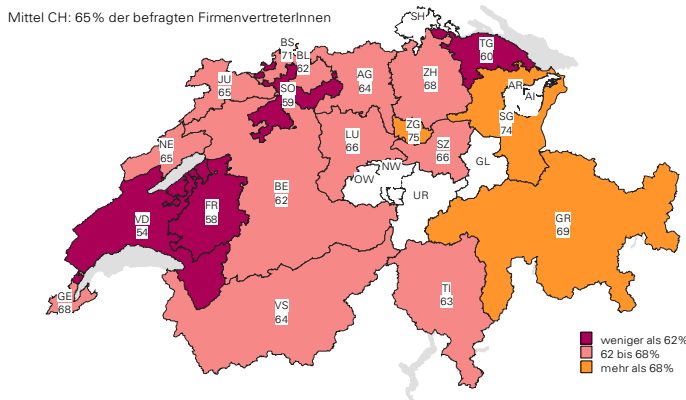 Mittel CH: 65% der befragten FirmenvertreterInnen
SH
BS
71
BL
62
TG
60
JU
65
SO
59
AG
64
ZH
68
AR
AI
SG
74
ZG
75
NE
65
LU
66
SZ
66
GL
NW
OW
UR
BE
62
FR
58
VD
54
GR
69
GE
68
VS
64
TI
63
weniger als 62%
62 bis 68%
mehr als 68%